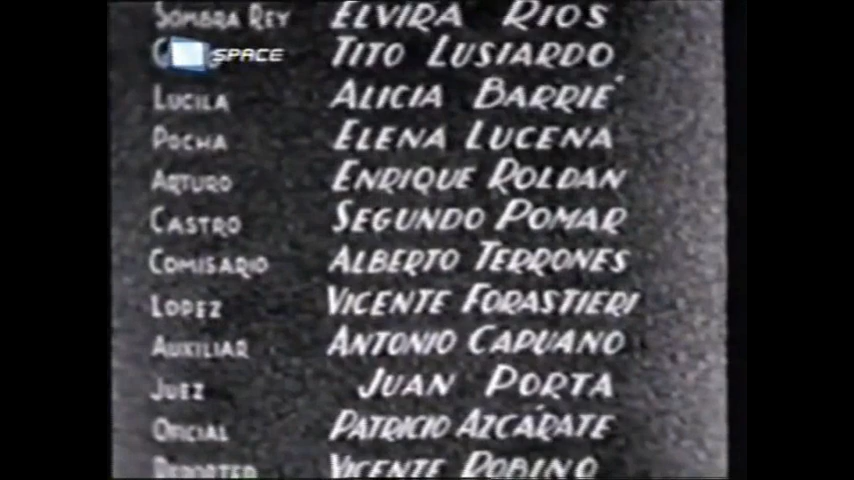 SOMBRA REY ELVIRA RIOS
SPACE TITO LUSIARDO
LUCILA ALICIA BARRIÉ
POCHA ELENA LUCENA
ARTURO ENRIQUE ROLDAN
CASTRO SEGUNDO POMAR
COMISARIO ALBERTO TERRONES
LOPEZ VICENTE FORASTIERI
AUXILIAR ANTONIO CAPUANO
JUEZ JUAN PORTA
OFICIAL PATRICIO AZCÁRATE
REPORTER VICENTE ROBINO